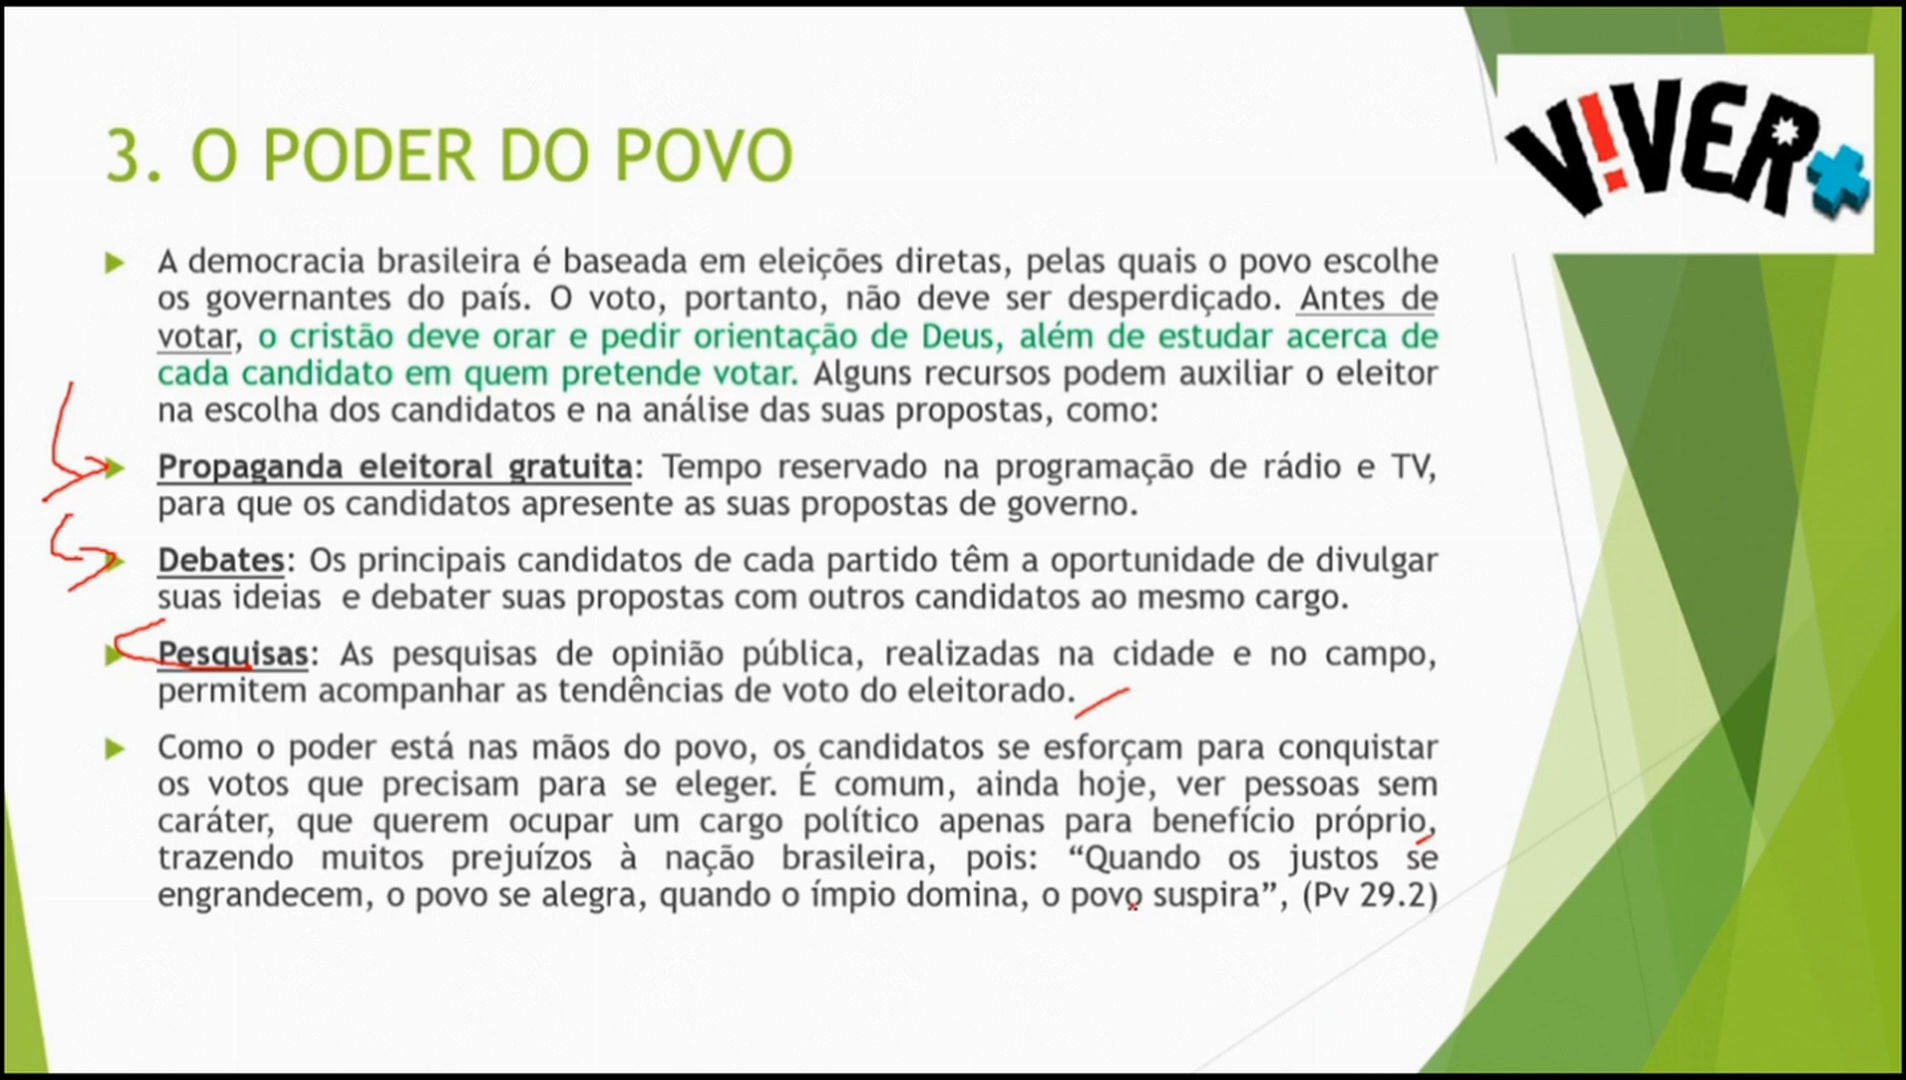 V!VER+
3. O PODER DO POVO
A democracia brasileira é baseada em eleições diretas, pelas quais o povo escolhe
os governantes do país. O voto, portanto, não deve ser desperdiçado. Antes de
votar, o cristão deve orar e pedir orientação de Deus, além de estudar acerca de
cada candidato em quem pretende votar. Alguns recursos podem auxiliar o eleitor
na escolha dos candidatos e na análise das suas propostas, como:
Propaganda eleitoral gratuita: Tempo reservado na programação de rádio e TV,
para que os candidatos apresente as suas propostas de governo.
Debates: Os principais candidatos de cada partido têm a oportunidade de divulgar
suas ideias e debater suas propostas com outros candidatos ao mesmo cargo.
Pesquisas: As pesquisas de opinião pública, realizadas na cidade e no campo,
permitem acompanhar as tendências de voto do eleitorado.
Como o poder está nas mãos do povo, os candidatos se esforçam para conquistar
os votos que precisam para se eleger. É comum, ainda hoje, ver pessoas sem
caráter, que querem ocupar um cargo político apenas para benefício próprio,
trazendo muitos prejuízos à nação brasileira, pois: “Quando os justos se
engrandecem, o povo se alegra, quando o ímpio domina, o povo suspira”, (Pv 29.2)